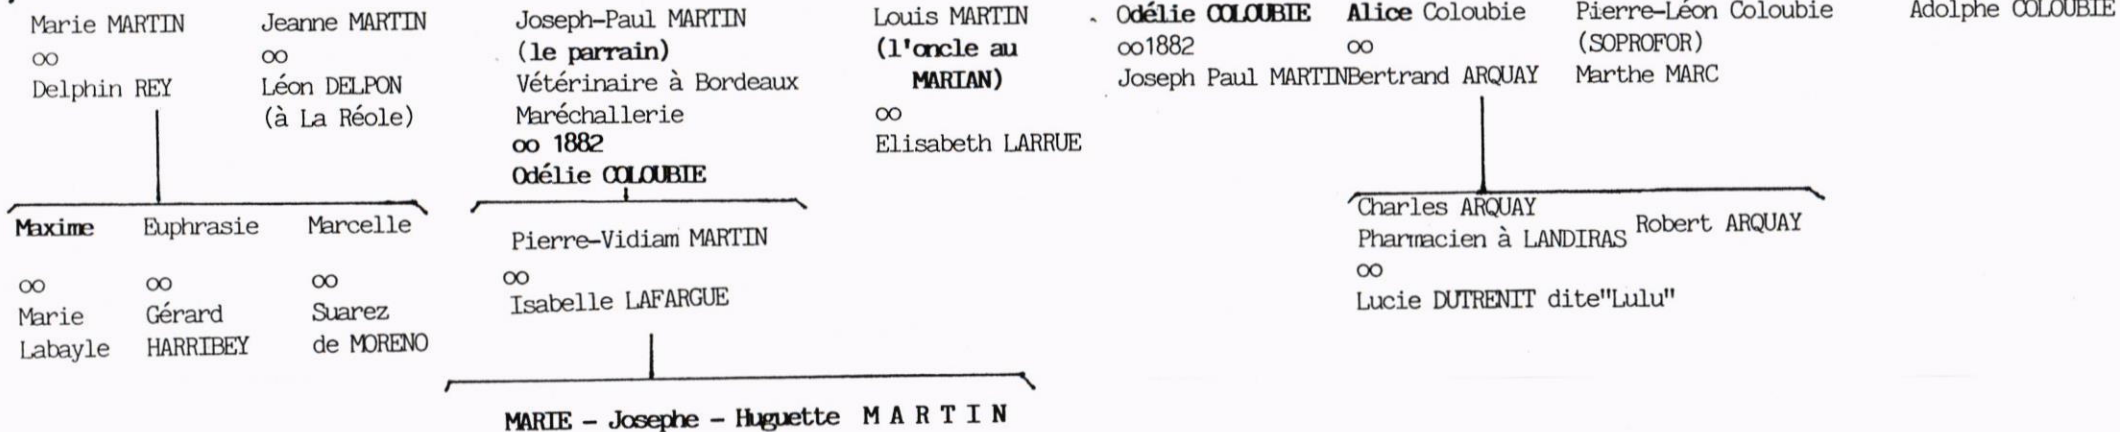 Marie MARTIN
∞
Delphin REY
Jeanne MARTIN
∞
Léon DELPON
(à La Réole)
Joseph-Paul MARTIN
(le parrain)
Vétérinaire à Bordeaux
Maréchallerie
∞ 1882
Odélie COLOUBIE
Louis MARTIN
(l'oncle au
MARIAN)
∞
Elisabeth LARRUE
Odélie COLOUBIE
∞1882
Joseph Paul MARTIN
Alice Coloubie
∞
Bertrand ARQUAY
Pierre-Léon Coloubie
(SOPROFOR)
Marthe MARC
Adolphe COLOUBIE
Maxime
∞
Marie
Labayle
Euphrasie
∞
Gérard
HARRIBEY
Marcelle
∞
Suarez
de MORENO
Pierre-Vidiam MARTIN
∞
Isabelle LAFARGUE
Charles ARQUAY
Pharmacien à LANDIRAS
∞
Lucie DUTRENIT dite"Lulu"
Robert ARQUAY
MARIE - Josephe - Huguette M A R T I N